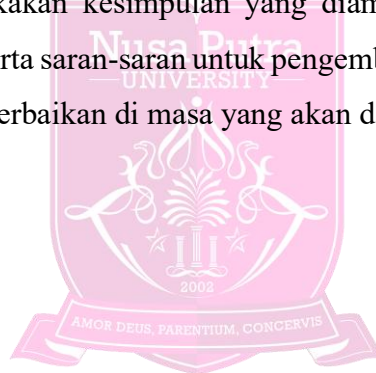 kakan kesimpulan yang diam
Nusa Putra
rta saran-saran untuk pengemb
UNIVERSITY
erbaikan di masa yang akan d
2002
AMOR DEUS, PARENTIUM, CONCERVIS